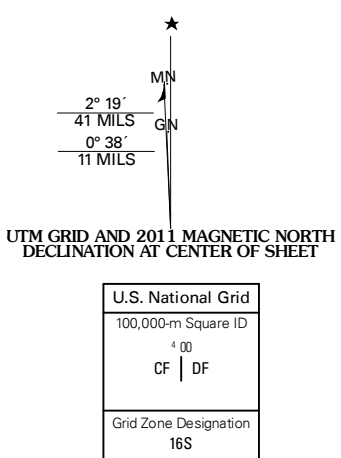 ★
MN
2° 19´
41 MILS
GN
0° 38´
11 MILS
UTM GRID AND 2011 MAGNETIC NORTH
DECLINATION AT CENTER OF SHEET
U.S. National Grid
100,000-m Square ID
4 00
CF | DF
Grid Zone Designation
16S